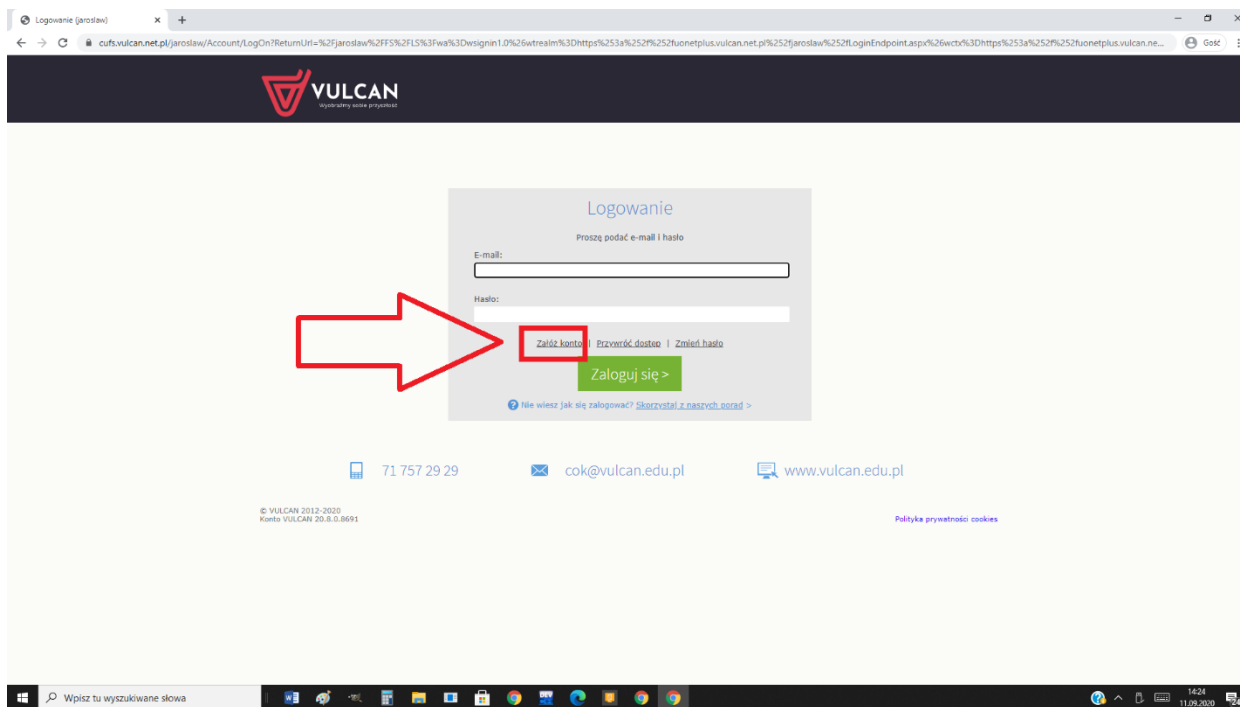 Logowanie (jaroslaw)
cufs.vulcan.net.pl/jaroslaw/Account/LogOn?ReturnUrl=%2Fjaroslaw%2FFS%2FLS%3Fwa%3Dwsignin1.0%26wtrealm%3Dhttps%253a%252f%252fuonetplus.vulcan.net.pl%252fjaroslaw%252fLoginEndpoint.aspx%26wctx%3Dhttps%253a%252f%252fuonetplus.vulcan.ne...
Gość
VULCAN
Wyobraźmy sobie przyszłość
Logowanie
Proszę podać e-mail i hasło
E-mail:
Hasło:
Załóż konto | Przywróć dostęp | Zmień hasło
Zaloguj się >
Nie wiesz jak się zalogować? Skorzystaj z naszych porad >
71 757 29 29 cok@vulcan.edu.pl www.vulcan.edu.pl
© VULCAN 2012-2020
Konto VULCAN 20.8.0.8691
Polityka prywatności cookies
Wpisz tu wyszukiwane słowa
14:24
11.09.2020
24